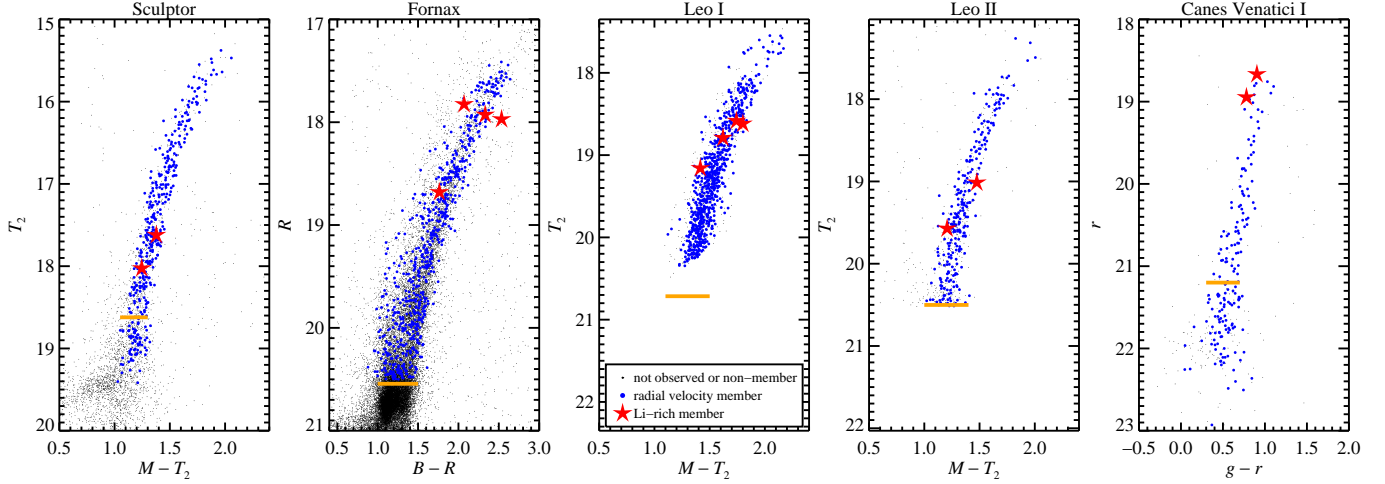 Sculptor
15
16
17
18
19
20
T₂
0.5 1.0 1.5 2.0
M − T₂
Fornax
17
18
19
20
21
R
0.5 1.0 1.5 2.0 2.5 3.0
B − R
Leo I
18
19
20
21
22
T₂
not observed or non−member
radial velocity member
Li−rich member
0.5 1.0 1.5 2.0
M − T₂
Leo II
18
19
20
21
22
T₂
0.5 1.0 1.5 2.0
M − T₂
Canes Venatici I
18
19
20
21
22
23
r
−0.5 0.0 0.5 1.0 1.5 2.0
g − r